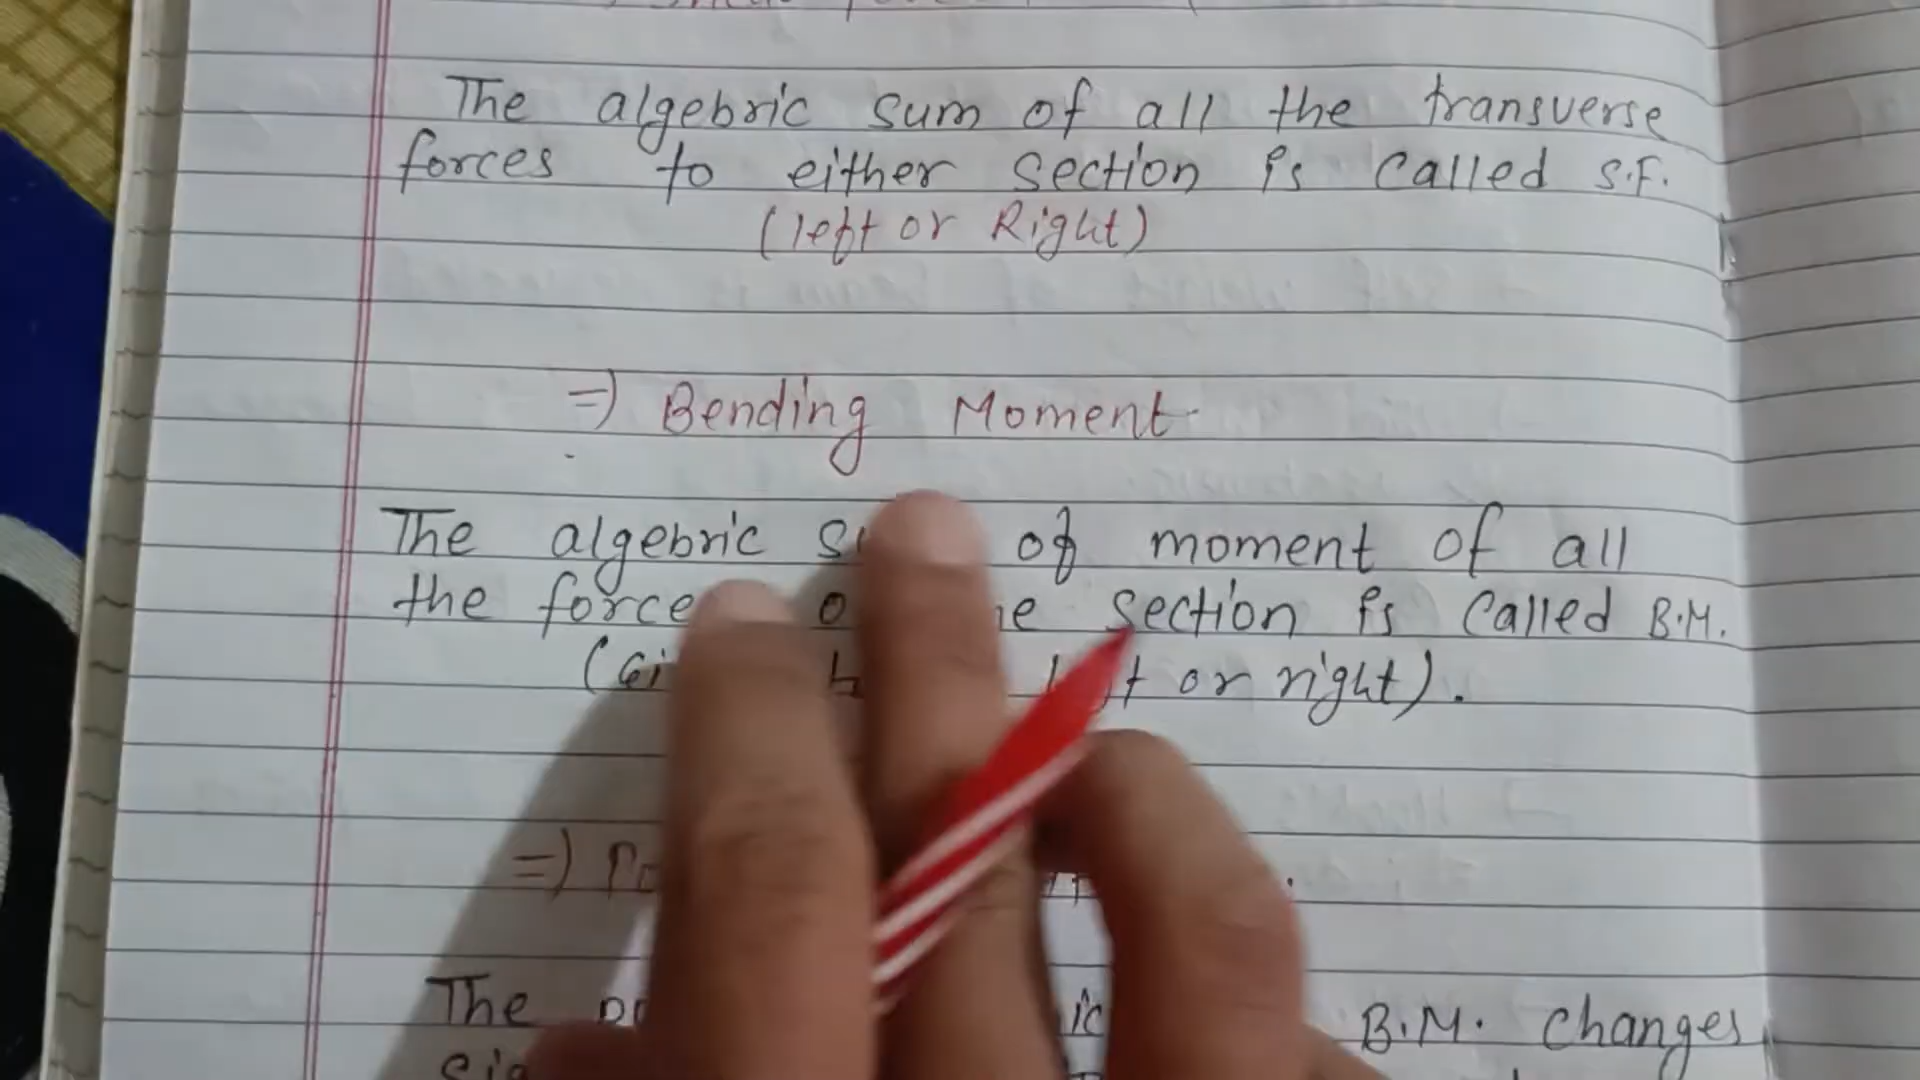 The algebric sum of all the transverse
forces to either section is called S.F.
(left or Right)
=) Bending Moment
The algebric of moment of all
the section is called B.M.
or right).
=)
The B.M. changes